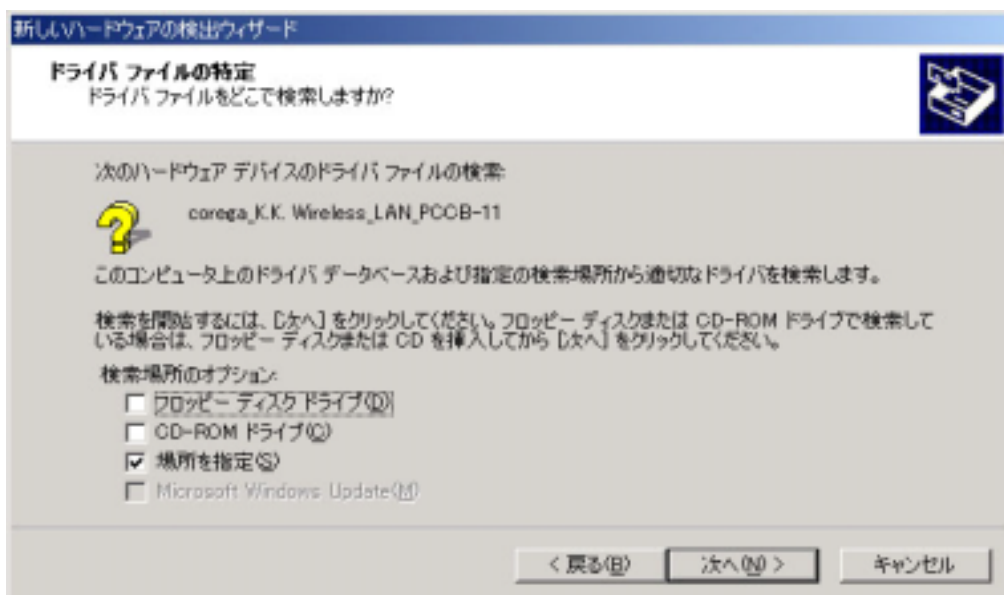 新しいハードウェアの検出ウィザード
ドライバ ファイルの特定
ドライバ ファイルをどこで検索しますか?
次のハードウェア デバイスのドライバ ファイルの検索:
corega_K.K. Wireless_LAN_PCCB-11
このコンピュータ上のドライバ データベースおよび指定の検索場所から適切なドライバを検索します。
検索を開始するには、[次へ] をクリックしてください。フロッピー ディスクまたは CD-ROM ドライブで検索して
いる場合は、フロッピー ディスクまたは CD を挿入してから [次へ] をクリックしてください。
検索場所のオプション:
フロッピー ディスク ドライブ(D)
CD-ROM ドライブ(C)
場所を指定(S)
Microsoft Windows Update(M)
< 戻る(B) 次へ(N) > キャンセル